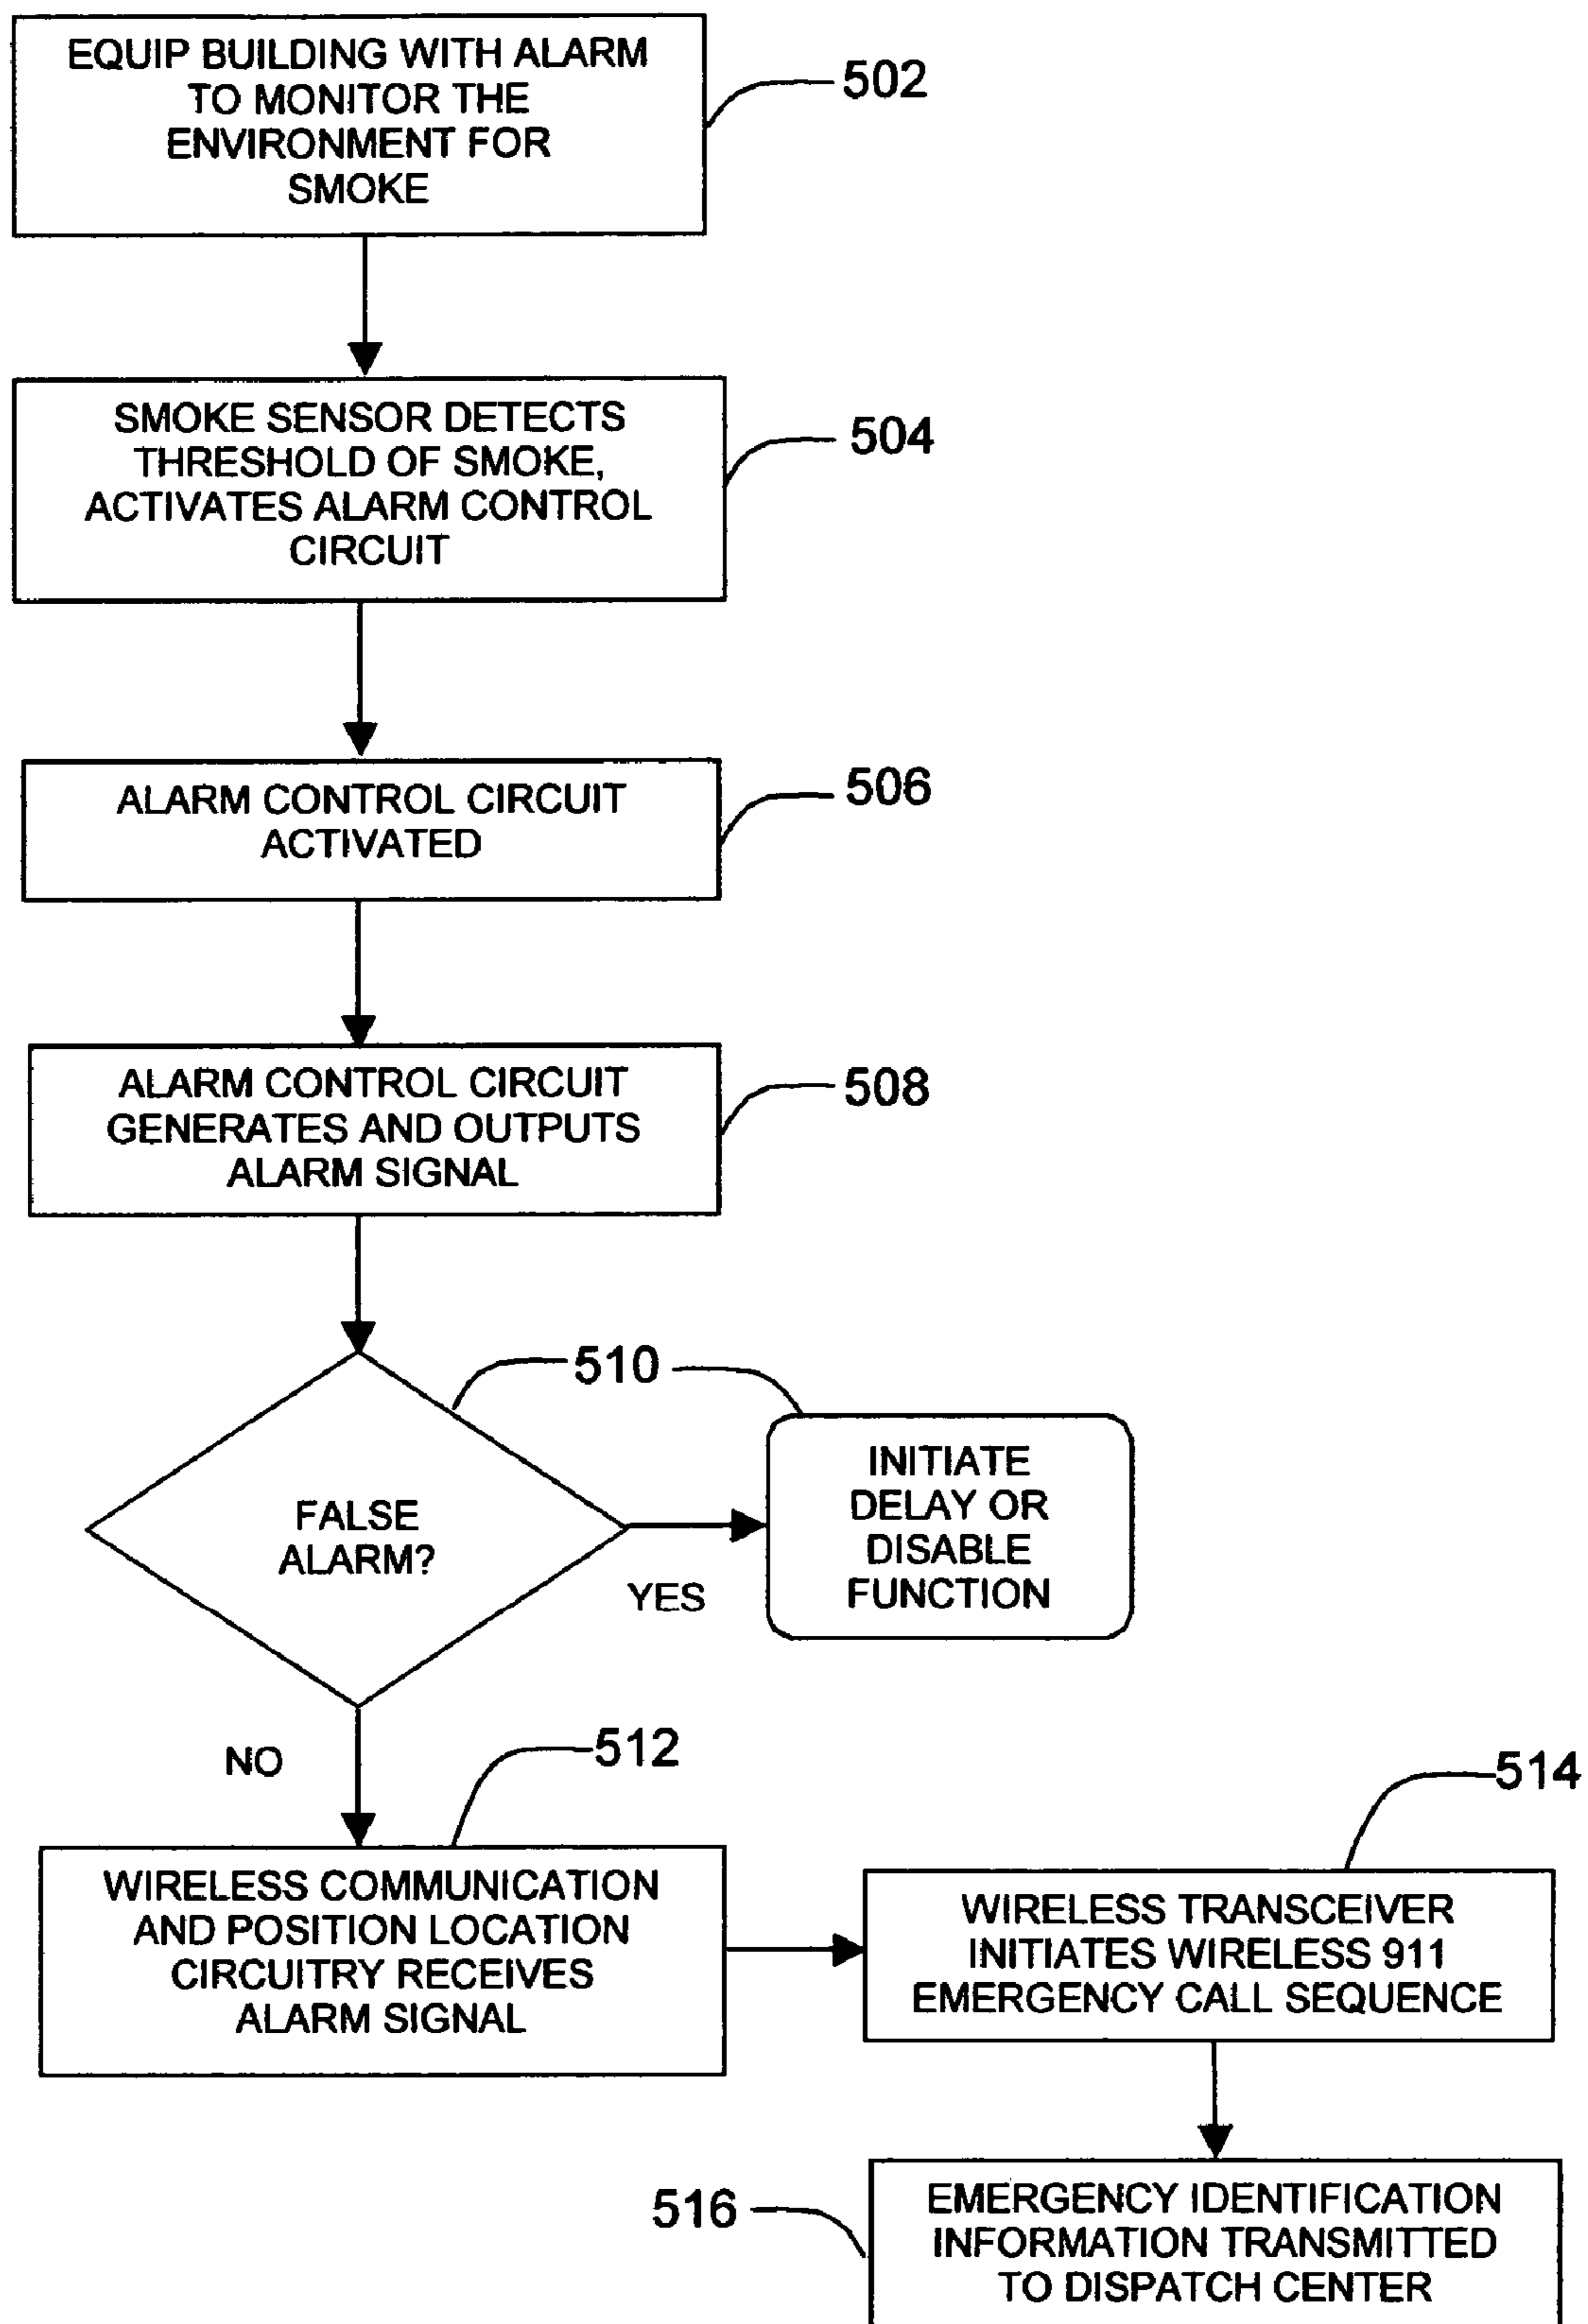 EQUIP BUILDING WITH ALARM
TO MONITOR THE
ENVIRONMENT FOR
SMOKE
502
SMOKE SENSOR DETECTS
THRESHOLD OF SMOKE,
ACTIVATES ALARM CONTROL
CIRCUIT
504
ALARM CONTROL CIRCUIT
ACTIVATED
506
ALARM CONTROL CIRCUIT
GENERATES AND OUTPUTS
ALARM SIGNAL
508
FALSE
ALARM?
510
YES
INITIATE
DELAY OR
DISABLE
FUNCTION
NO
512
WIRELESS COMMUNICATION
AND POSITION LOCATION
CIRCUITRY RECEIVES
ALARM SIGNAL
514
WIRELESS TRANSCEIVER
INITIATES WIRELESS 911
EMERGENCY CALL SEQUENCE
516
EMERGENCY IDENTIFICATION
INFORMATION TRANSMITTED
TO DISPATCH CENTER